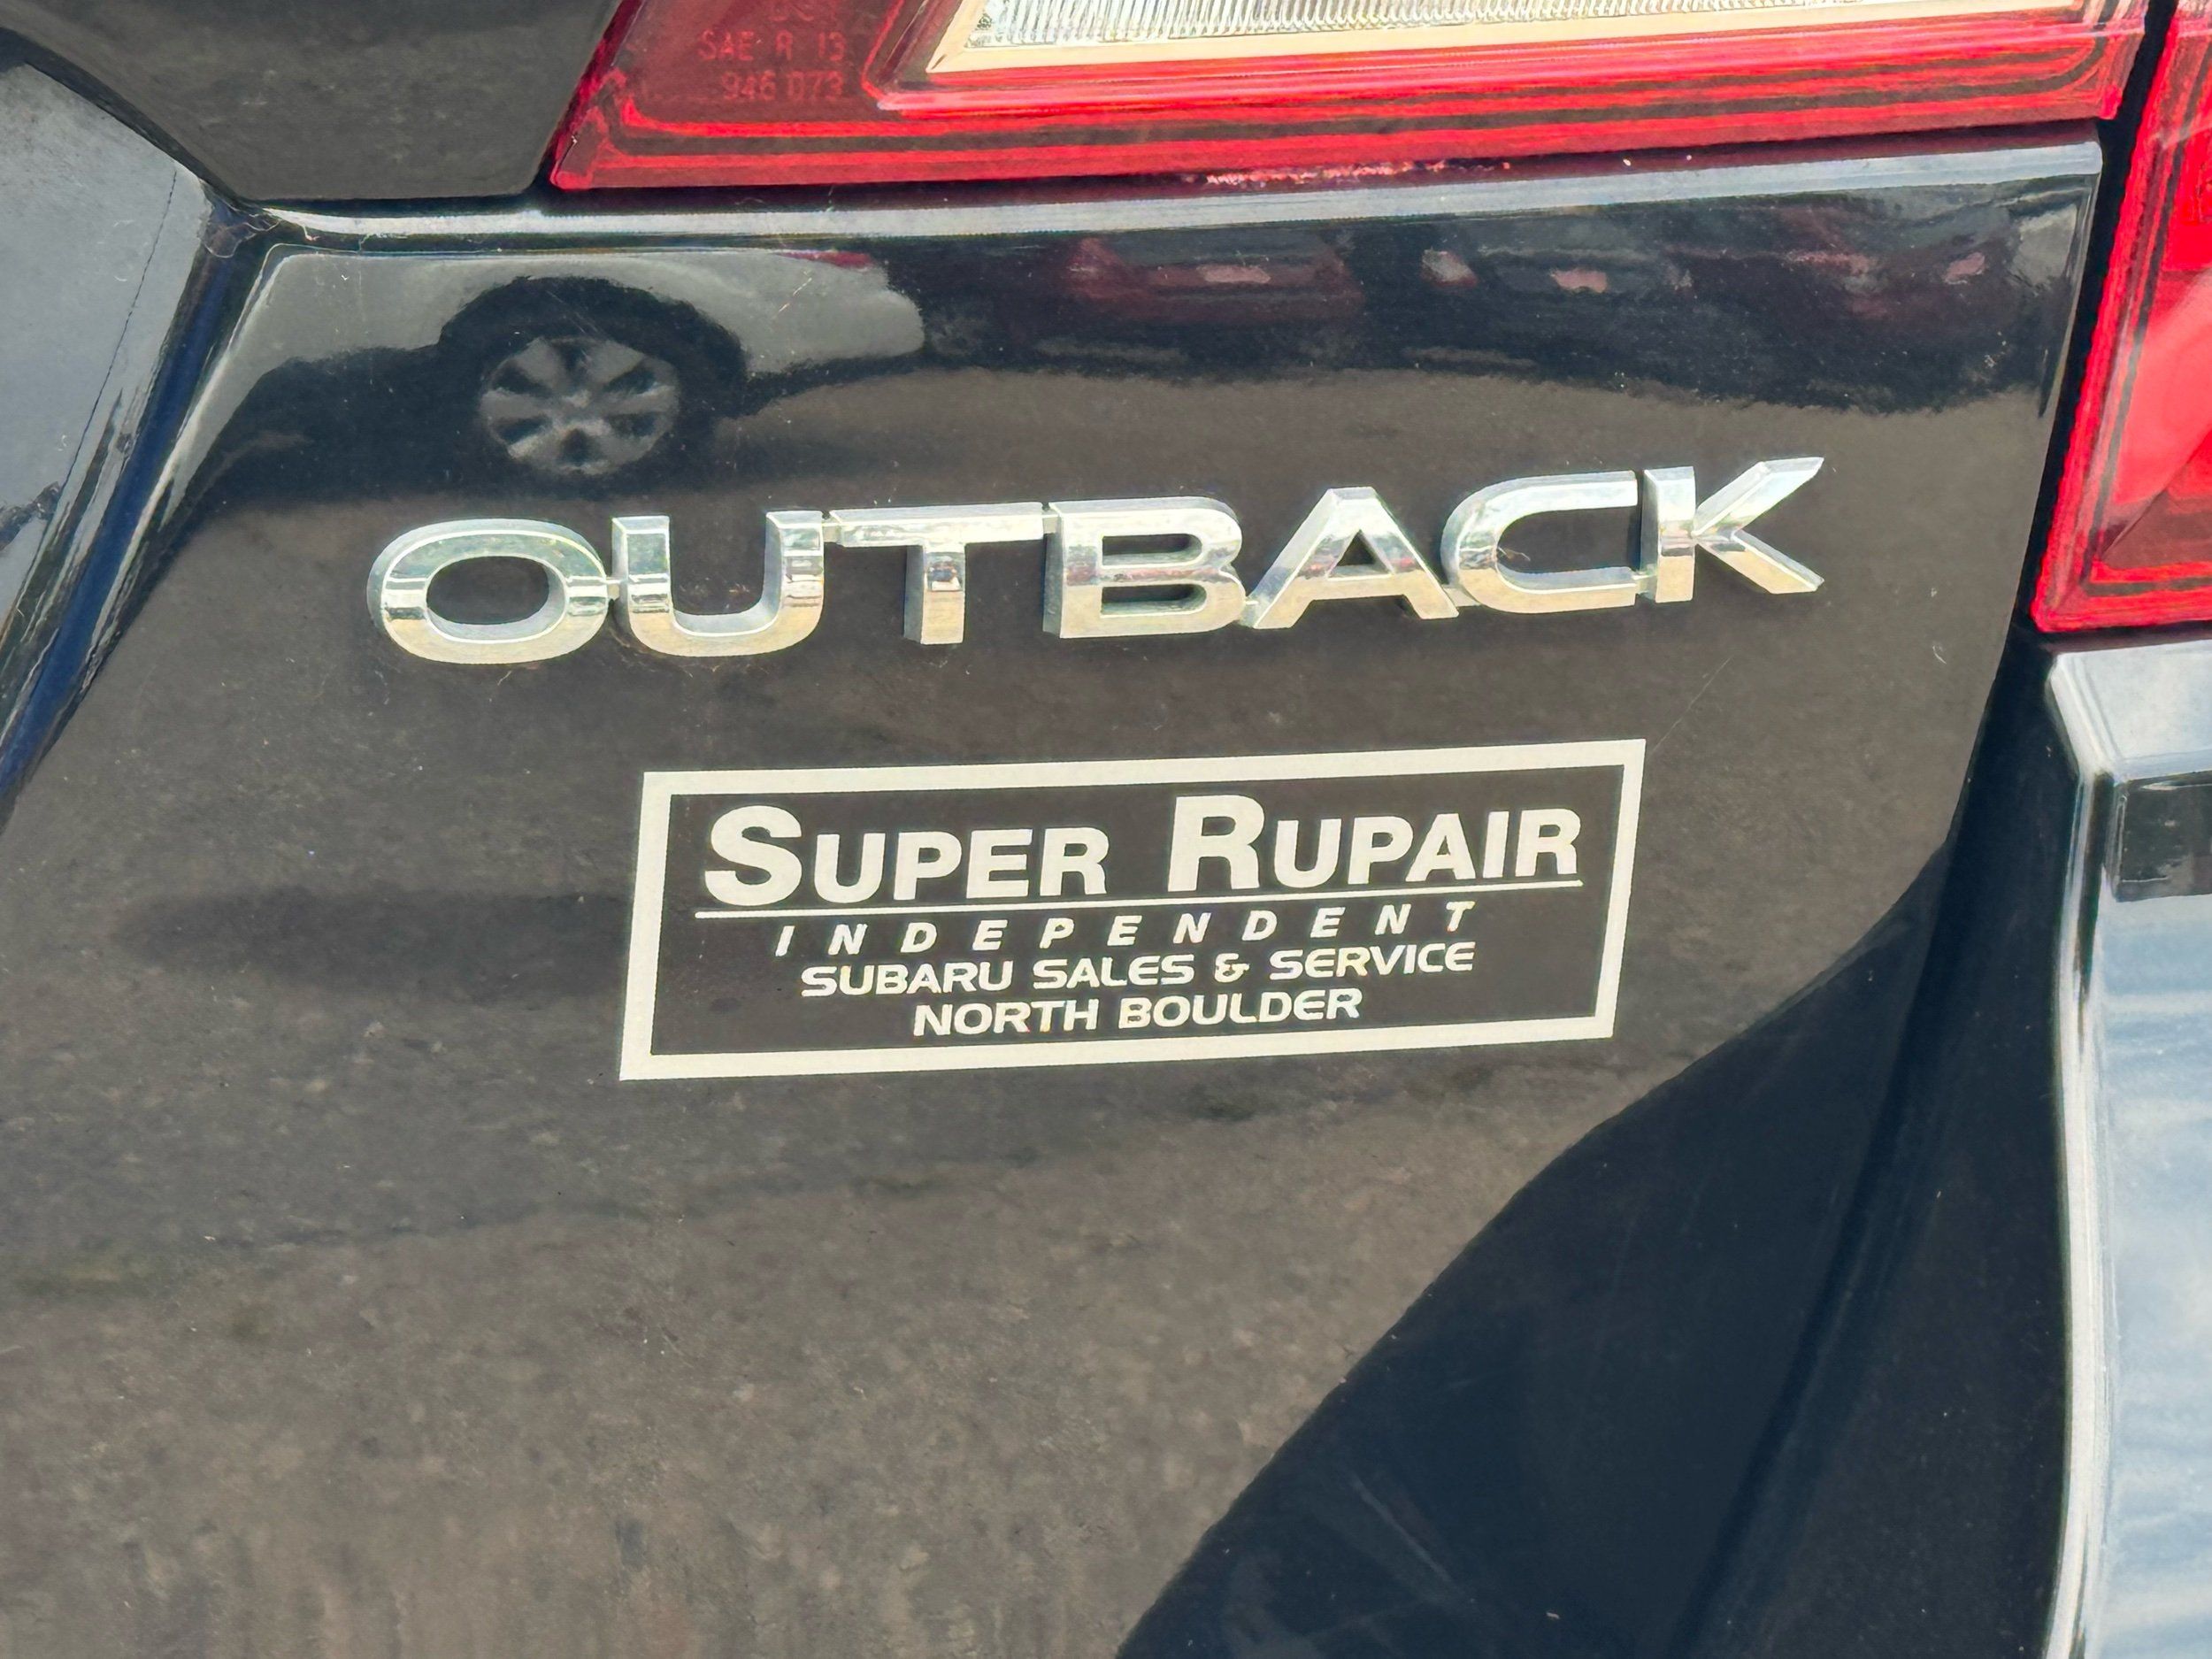 SAE R 13
946 073
OUTBACK
SUPER RUPAIR
INDEPENDENT
SUBARU SALES & SERVICE
NORTH BOULDER